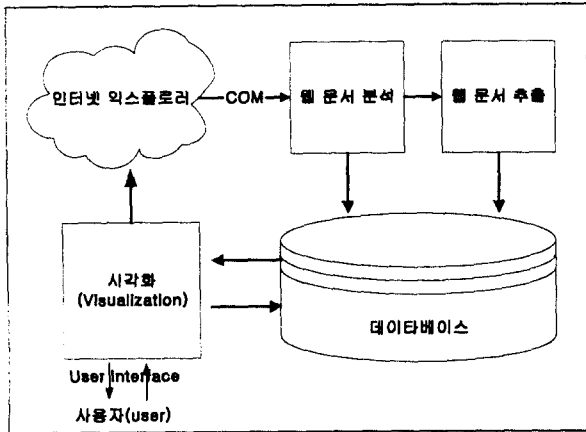 인터넷 익스플로러
COM
웹 문서 분석
웹 문서 추출
시각화
(Visualization)
데이타베이스
User Interface
사용자(user)